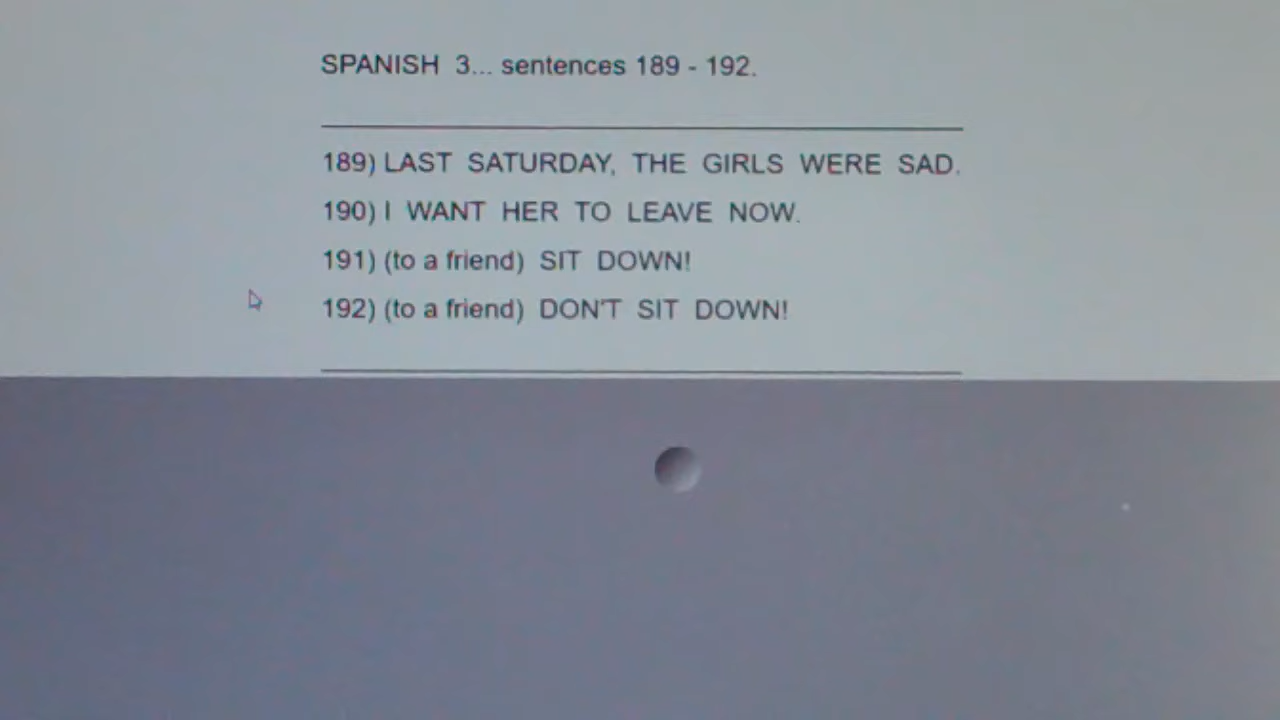 SPANISH 3... sentences 189 - 192.
189) LAST SATURDAY, THE GIRLS WERE SAD.
190) I WANT HER TO LEAVE NOW.
191) (to a friend) SIT DOWN!
192) (to a friend) DON'T SIT DOWN!